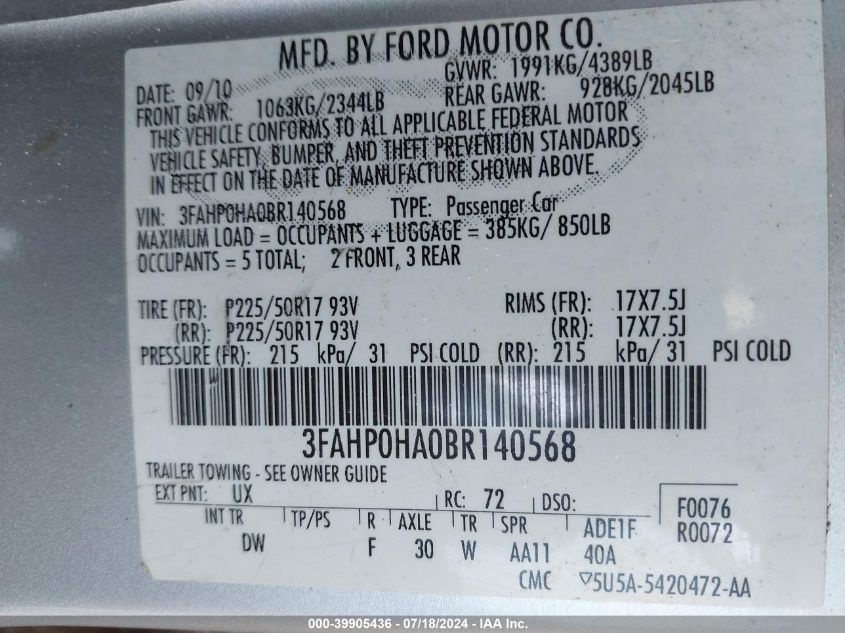 MFD. BY FORD MOTOR CO.
DATE: 09/10 GVWR: 1991KG/4389LB
FRONT GAWR: 1063KG/2344LB REAR GAWR: 928KG/2045LB
THIS VEHICLE CONFORMS TO ALL APPLICABLE FEDERAL MOTOR
VEHICLE SAFETY, BUMPER, AND THEFT PREVENTION STANDARDS
IN EFFECT ON THE DATE OF MANUFACTURE SHOWN ABOVE.
VIN: 3FAHP0HA0BR140568 TYPE: Passenger Car
MAXIMUM LOAD = OCCUPANTS + LUGGAGE = 385KG/ 850LB
OCCUPANTS = 5 TOTAL; 2 FRONT, 3 REAR
TIRE (FR): P225/50R17 93V RIMS (FR): 17X7.5J
(RR): P225/50R17 93V (RR): 17X7.5J
PRESSURE (FR): 215 kPa/ 31 PSI COLD (RR): 215 kPa/ 31 PSI COLD
3FAHP0HA0BR140568
TRAILER TOWING - SEE OWNER GUIDE
EXT PNT: UX RC: 72 DSO: F0076
INT TR TP/PS R AXLE TR SPR ADE1F R0072
DW F 30 W AA11 40A
CMC ▽5U5A-5420472-AA
000-39905436 - 07/18/2024 - IAA Inc.